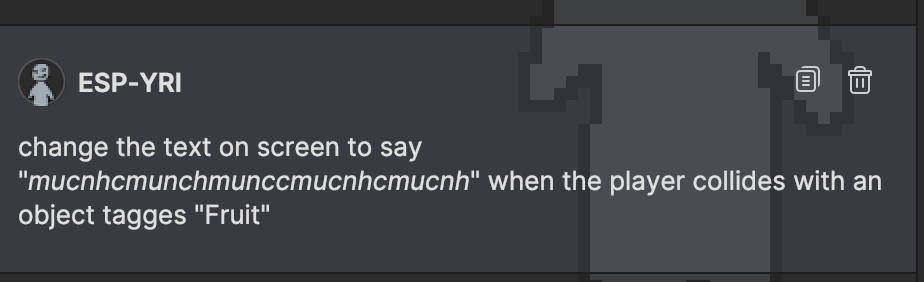 ESP-YRI
change the text on screen to say
"mucnhcmunchmunccmucnhcmucnh" when the player collides with an
object tagges "Fruit"